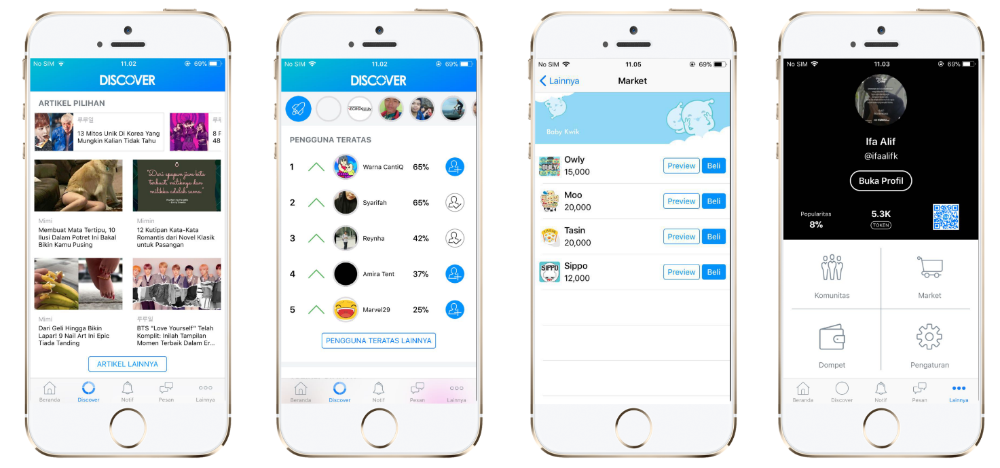 No SIM 11.02 69%
DISCOVER
ARTIKEL PILIHAN
루루일
13 Mitos Unik Di Korea Yang
Mungkin Kalian Tidak Tahu
8 F
48
"Dari apapun jiwa kita
terbuat, miliknya dan
milikku adalah sama."
Mimi
Membuat Mata Tertipu, 10
Ilusi Dalam Potret Ini Bakal
Bikin Kamu Pusing
Mimin
12 Kutipan Kata-Kata
Romantis dari Novel Klasik
untuk Pasangan
Mimi
Dari Geli Hingga Bikin
Lapar! 9 Nail Art Ini Epic
Tiada Tanding
루루일
BTS "Love Yourself" Telah
Komplit: Inilah Tampilan
Momen Terbaik Dalam Er...
ARTIKEL LAINNYA
Beranda Discover Notif Pesan Lainnya
No SIM 11.02 69%
DISCOVER
PENGGUNA TERATAS
1 Warna CantiQ 65%
2 Syarifah 65%
3 Reynha 42%
4 Amira Tent 37%
5 Marvel29 25%
PENGGUNA TERATAS LAINNYA
Beranda Discover Notif Pesan Lainnya
No SIM 11.05 69%
Lainnya Market
Baby Kwik
OWLY
Owly
15,000
Preview Beli
Moo
20,000
Preview Beli
TASIN
Tasin
20,000
Preview Beli
SIPPO
Sippo
12,000
Preview Beli
No SIM 11.03 69%
Ifa Alif
@ifaalifk
Buka Profil
Popularitas
8%
5.3K
TOKEN
Komunitas Market
Dompet Pengaturan
Beranda Discover Notif Pesan Lainnya